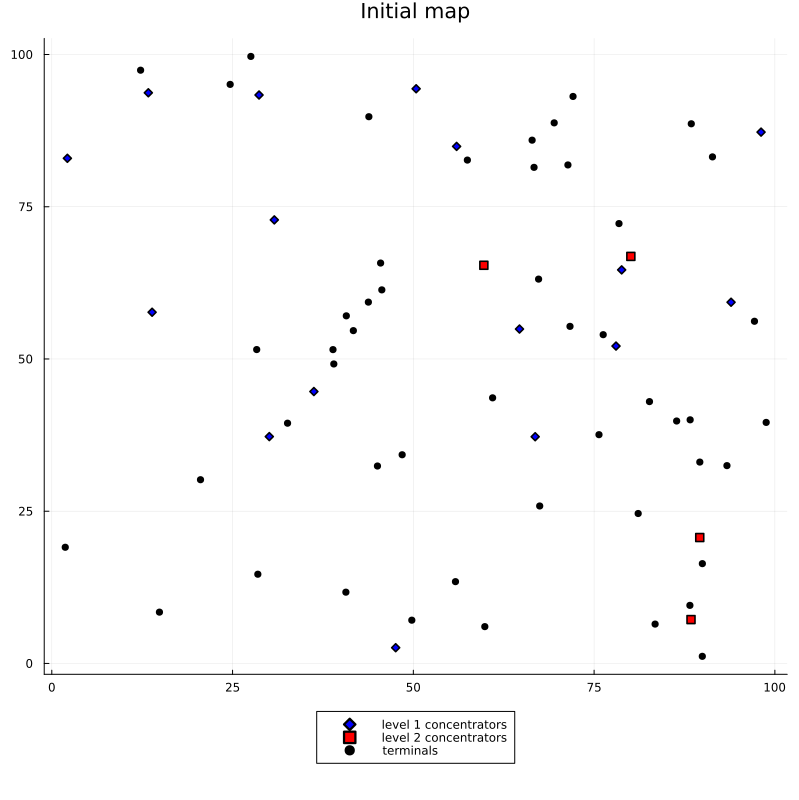 Initial map
100
75
50
25
0
0 25 50 75 100
level 1 concentrators
level 2 concentrators
terminals